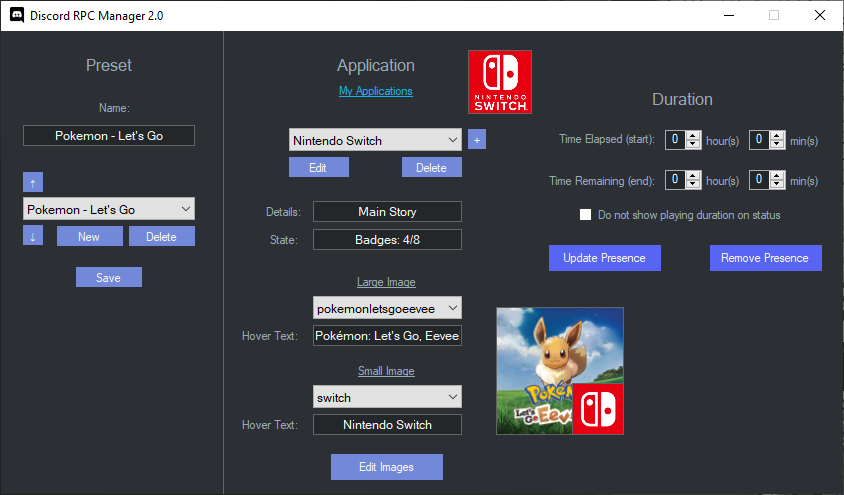 Discord RPC Manager 2.0
Preset
Name:
Pokemon - Let's Go
↑
Pokemon - Let's Go
↓
New
Delete
Save
Application
My Applications
NINTENDO
SWITCH
Nintendo Switch
+
Edit
Delete
Details:
Main Story
State:
Badges: 4/8
Large Image
pokemonletsgoeevee
Hover Text:
Pokémon: Let's Go, Eevee
Small Image
switch
Hover Text:
Nintendo Switch
Edit Images
Duration
Time Elapsed (start):
0
hour(s)
0
min(s)
Time Remaining (end):
0
hour(s)
0
min(s)
Do not show playing duration on status
Update Presence
Remove Presence
Let's
Go